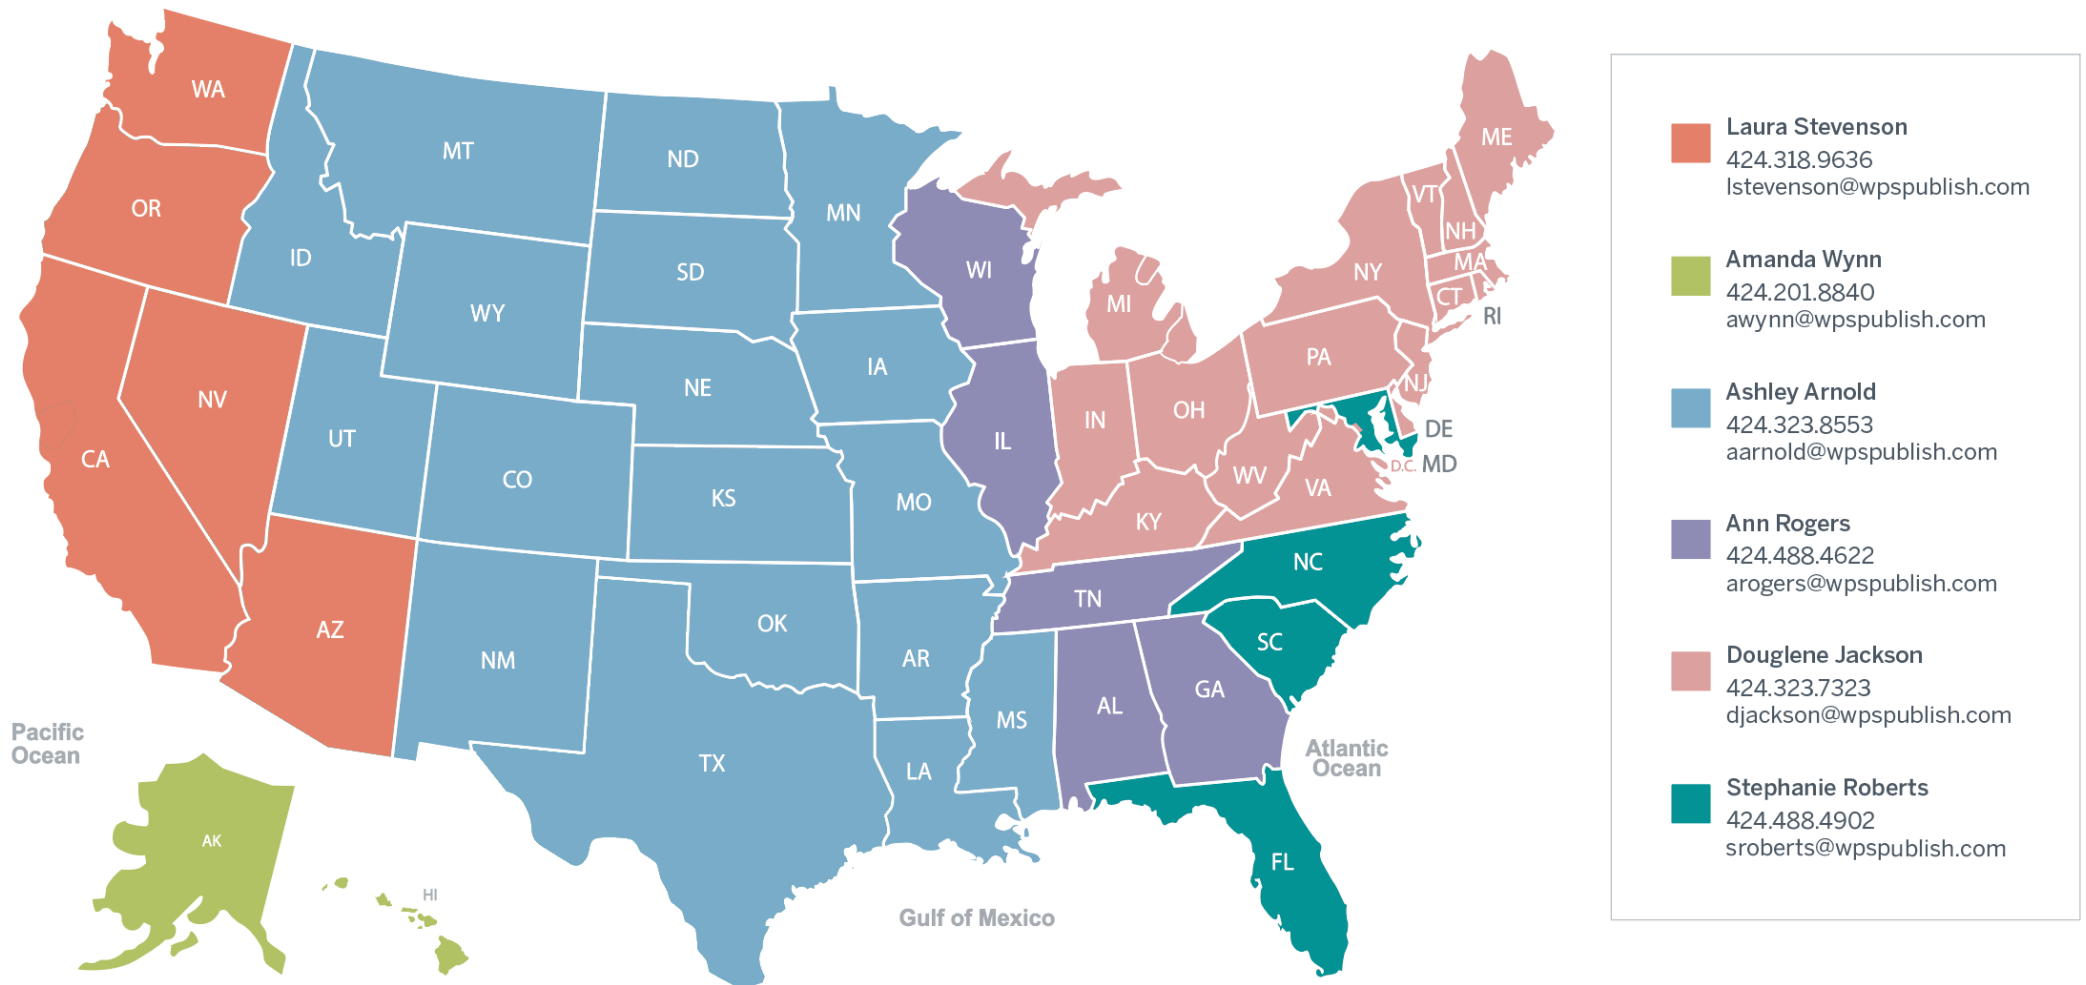 WA
OR
CA
NV
ID
MT
WY
UT
CO
AZ
NM
ND
SD
NE
KS
OK
TX
MN
IA
MO
AR
LA
WI
IL
MS
MI
IN
OH
KY
TN
AL
GA
WV
VA
NC
SC
FL
PA
NY
VT
NH
ME
MA
CT
RI
NJ
DE
MD
D.C.
AK
HI
Pacific
Ocean
Atlantic
Ocean
Gulf of Mexico
Laura Stevenson
424.318.9636
lstevenson@wpspublish.com
Amanda Wynn
424.201.8840
awynn@wpspublish.com
Ashley Arnold
424.323.8553
aarnold@wpspublish.com
Ann Rogers
424.488.4622
arogers@wpspublish.com
Douglene Jackson
424.323.7323
djackson@wpspublish.com
Stephanie Roberts
424.488.4902
sroberts@wpspublish.com